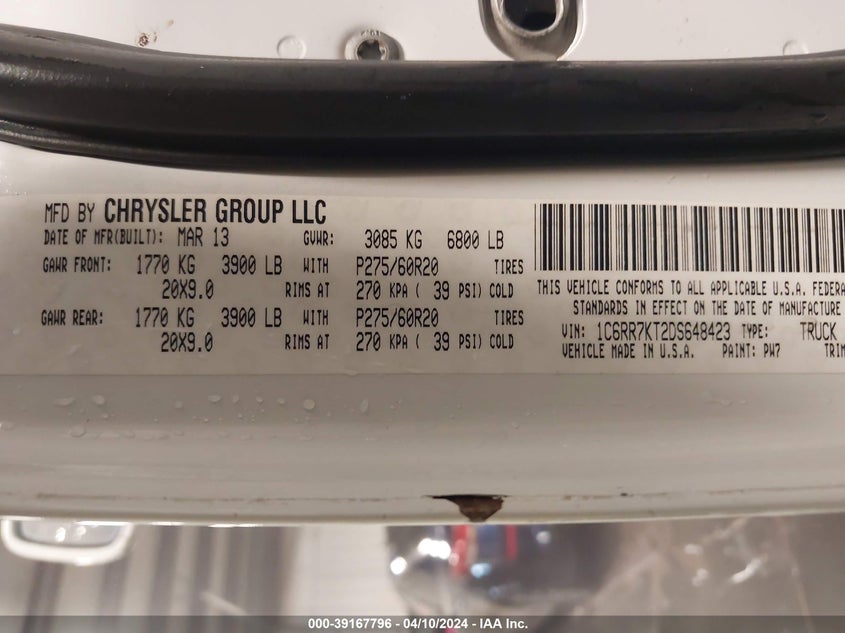 MFD BY CHRYSLER GROUP LLC
DATE OF MFR(BUILT): MAR 13 GVWR: 3085 KG 6800 LB
GAWR FRONT: 1770 KG 3900 LB WITH P275/60R20 TIRES
20X9.0 RIMS AT 270 KPA ( 39 PSI) COLD
GAWR REAR: 1770 KG 3900 LB WITH P275/60R20 TIRES
20X9.0 RIMS AT 270 KPA ( 39 PSI) COLD
THIS VEHICLE CONFORMS TO ALL APPLICABLE U.S.A. FEDERA
STANDARDS IN EFFECT ON THE DATE OF MANUFACTURE
VIN: 1C6RR7KT2DS648423 TYPE: TRUCK
VEHICLE MADE IN U.S.A. PAINT: PW7 TRIM
000-39167796 - 04/10/2024 - IAA Inc.